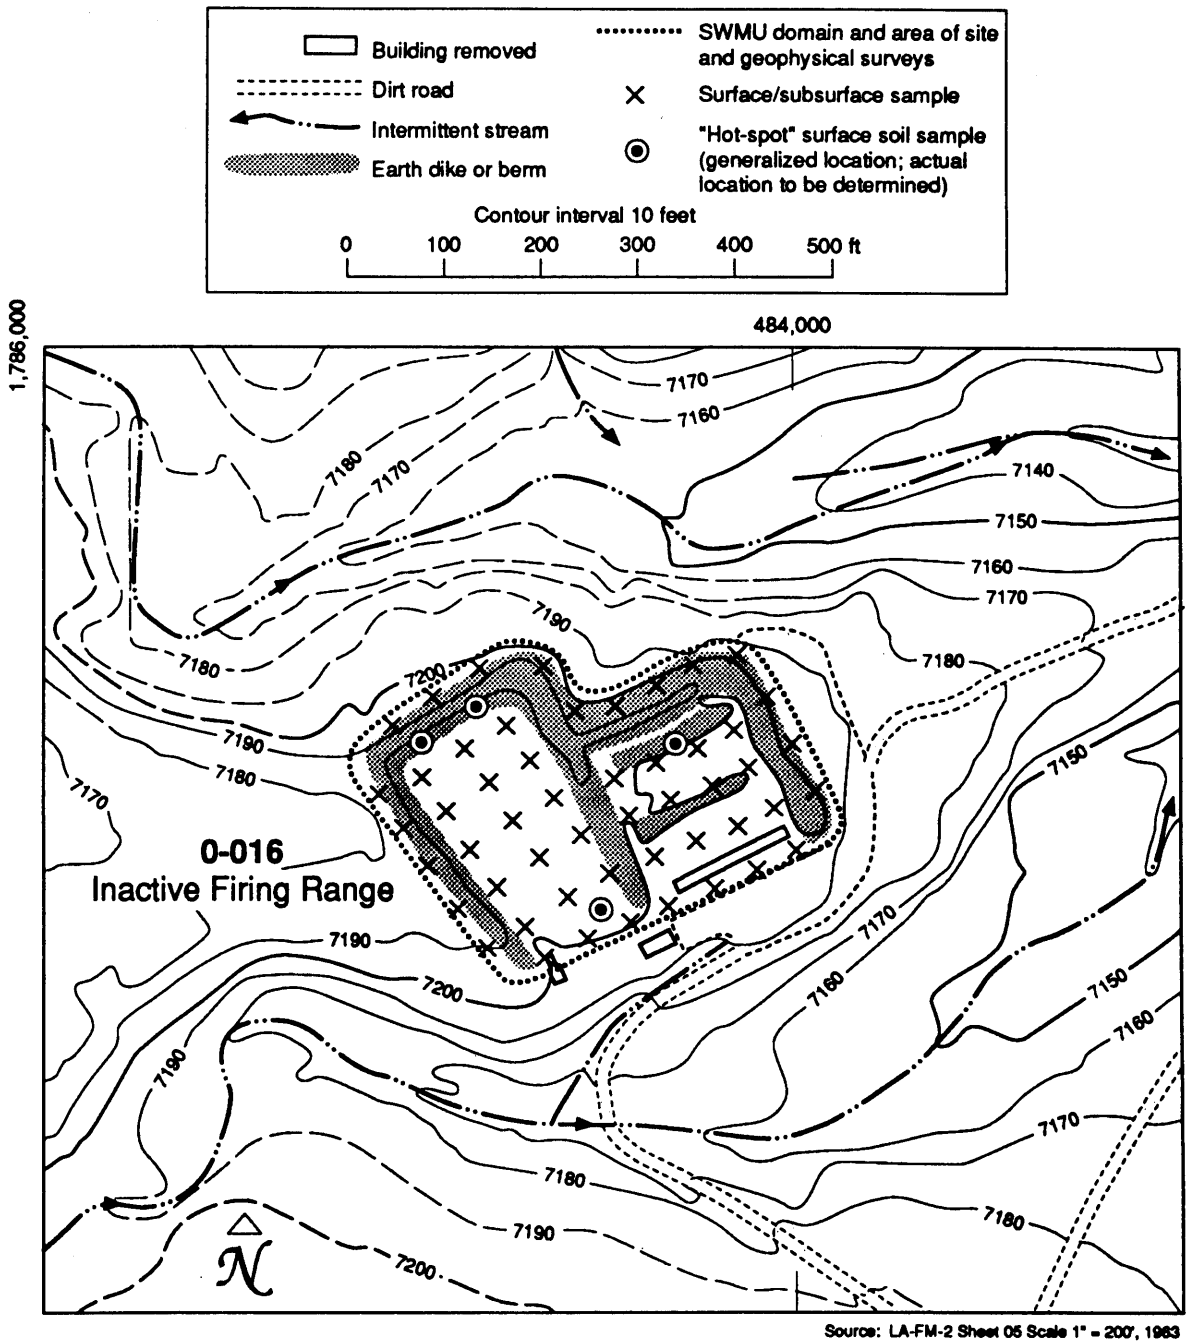 Building removed
Dirt road
Intermittent stream
Earth dike or berm
SWMU domain and area of site
and geophysical surveys
Surface/subsurface sample
"Hot-spot" surface soil sample
(generalized location; actual
location to be determined)
Contour interval 10 feet
0 100 200 300 400 500 ft
1,786,000
484,000
7170
7160
7180
7170
7140
7150
7160
7170
7190
7180
7180
7200
7190
7180
7170
7150
0-016
Inactive Firing Range
7190
7200
7170
7160
7150
7160
7190
7170
7180
7180
7190
7200
N
Source: LA-FM-2 Sheet 05 Scale 1" = 200', 1963